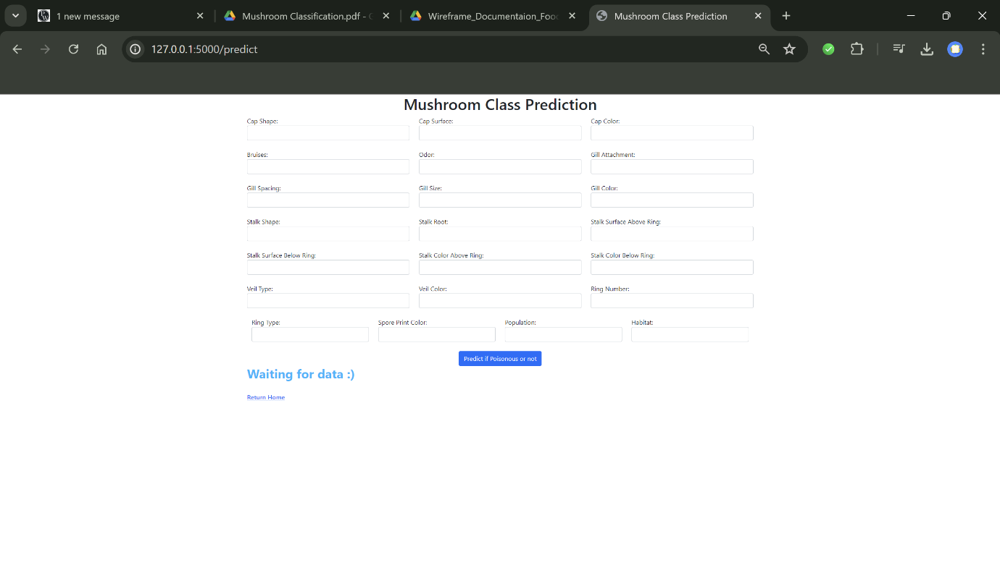 1 new message
Mushroom Classification.pdf -
Wireframe_Documentaion_Foo
Mushroom Class Prediction
127.0.0.1:5000/predict
Mushroom Class Prediction
Cap Shape: Cap Surface: Cap Color:
Bruises: Odor: Gill Attachment:
Gill Spacing: Gill Size: Gill Color:
Stalk Shape: Stalk Root: Stalk Surface Above Ring:
Stalk Surface Below Ring: Stalk Color Above Ring: Stalk Color Below Ring:
Veil Type: Veil Color: Ring Number:
Ring Type: Spore Print Color: Population: Habitat:
Predict if Poisonous or not
Waiting for data :)
Return Home